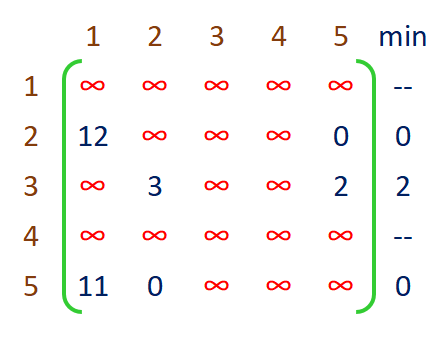 1 2 3 4 5 min
1 ∞ ∞ ∞ ∞ ∞ --
2 12 ∞ ∞ ∞ 0 0
3 ∞ 3 ∞ ∞ 2 2
4 ∞ ∞ ∞ ∞ ∞ --
5 11 0 ∞ ∞ ∞ 0